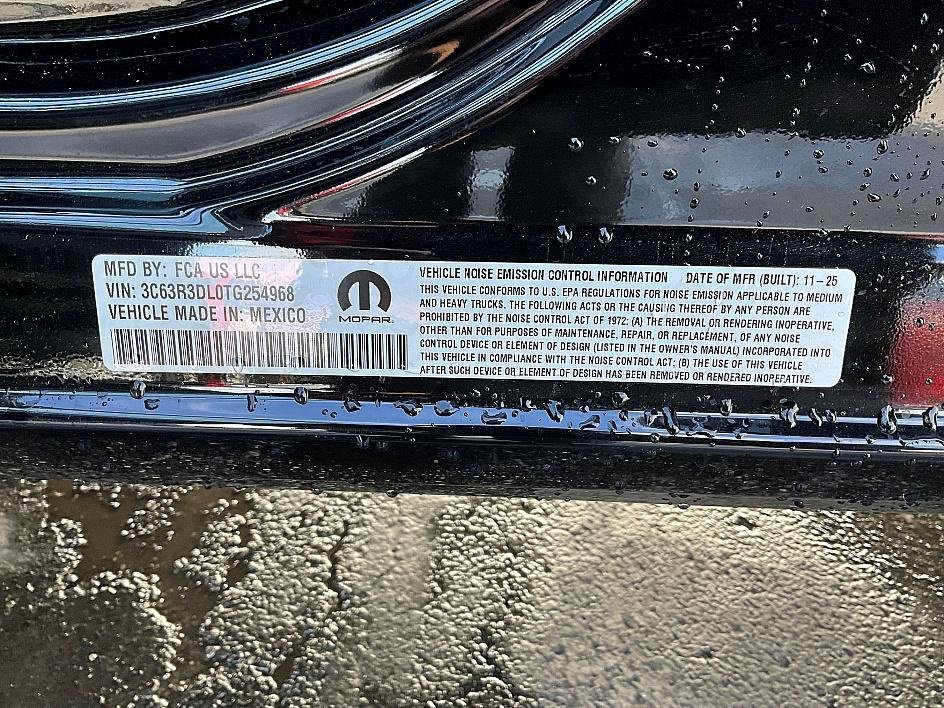 MFD BY: FCA US LLC
VIN: 3C63R3DL0TG254968
VEHICLE MADE IN: MEXICO
MOPAR
VEHICLE NOISE EMISSION CONTROL INFORMATION DATE OF MFR (BUILT): 11-25
THIS VEHICLE CONFORMS TO U.S. EPA REGULATIONS FOR NOISE EMISSION APPLICABLE TO MEDIUM
AND HEAVY TRUCKS. THE FOLLOWING ACTS OR THE CAUSING THEREOF BY ANY PERSON ARE
PROHIBITED BY THE NOISE CONTROL ACT OF 1972: (A) THE REMOVAL OR RENDERING INOPERATIVE,
OTHER THAN FOR PURPOSES OF MAINTENANCE, REPAIR, OR REPLACEMENT, OF ANY NOISE
CONTROL DEVICE OR ELEMENT OF DESIGN (LISTED IN THE OWNER'S MANUAL) INCORPORATED INTO
THIS VEHICLE IN COMPLIANCE WITH THE NOISE CONTROL ACT; (B) THE USE OF THIS VEHICLE
AFTER SUCH DEVICE OR ELEMENT OF DESIGN HAS BEEN REMOVED OR RENDERED INOPERATIVE.